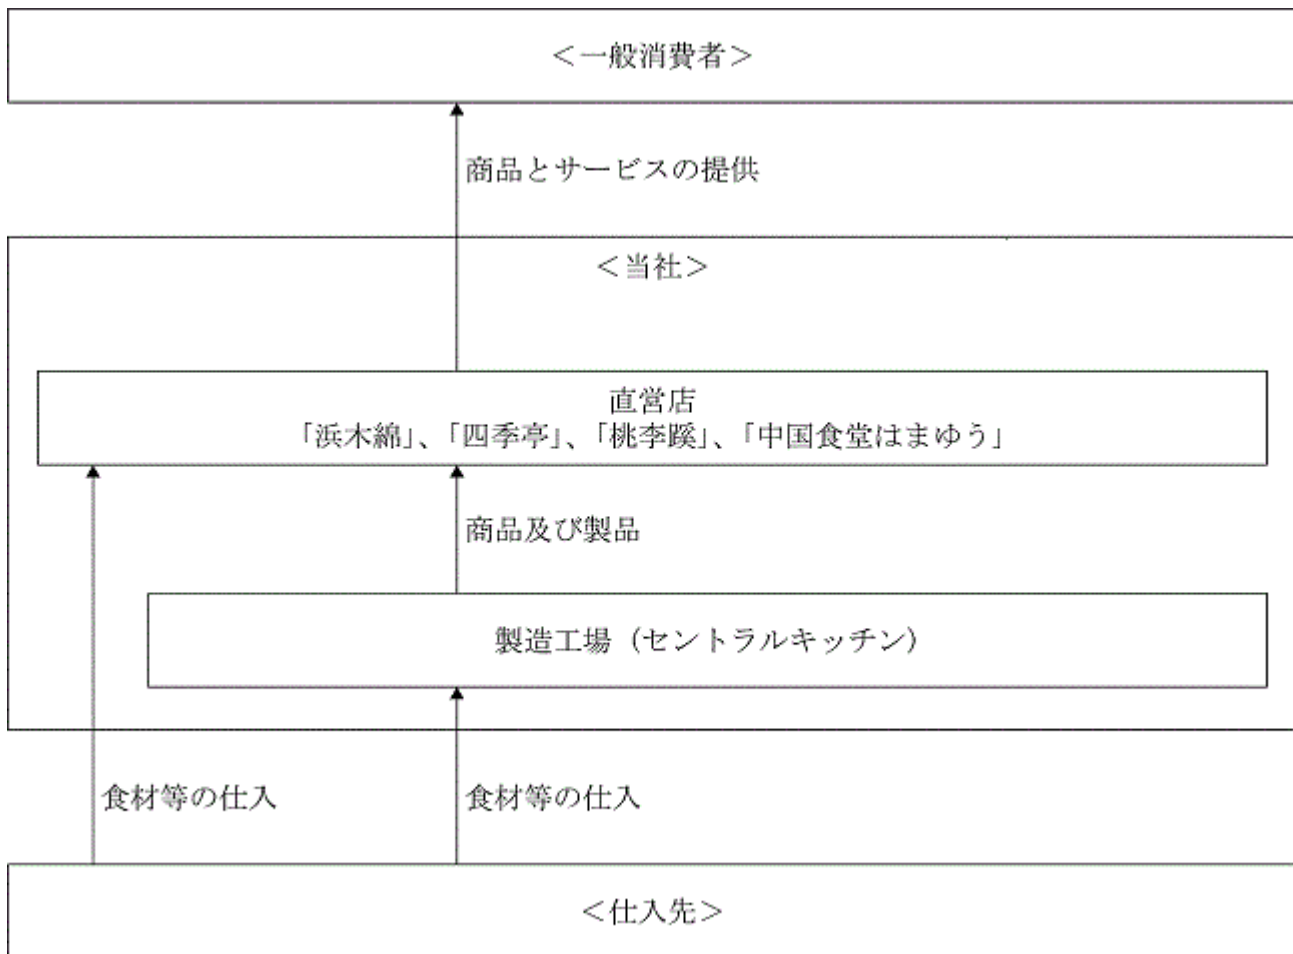 ＜一般消費者＞
商品とサービスの提供
＜当社＞
直営店
「浜木綿」、「四季亭」、「桃李蹊」、「中国食堂はまゆう」
商品及び製品
製造工場（セントラルキッチン）
食材等の仕入
食材等の仕入
＜仕入先＞